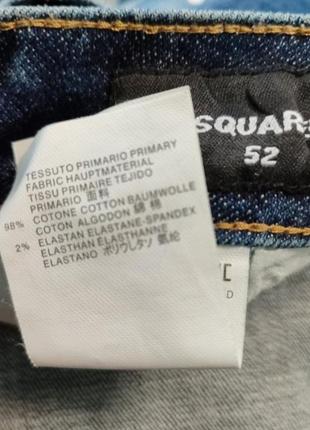 SQUAR
52
TESSUTO PRIMARIO PRIMARY
FABRIC HAUPTMATERIAL
TISSU PRIMAIRE TEJIDO
PRIMARIO 面料
98% COTONE COTTON BAUMWOLLE
COTON ALGODON 綿 棉
2% ELASTAN ELASTANE-SPANDEX
ELASTHAN ELASTHANNE
ELASTANO ポリウレタン 氨纶
D